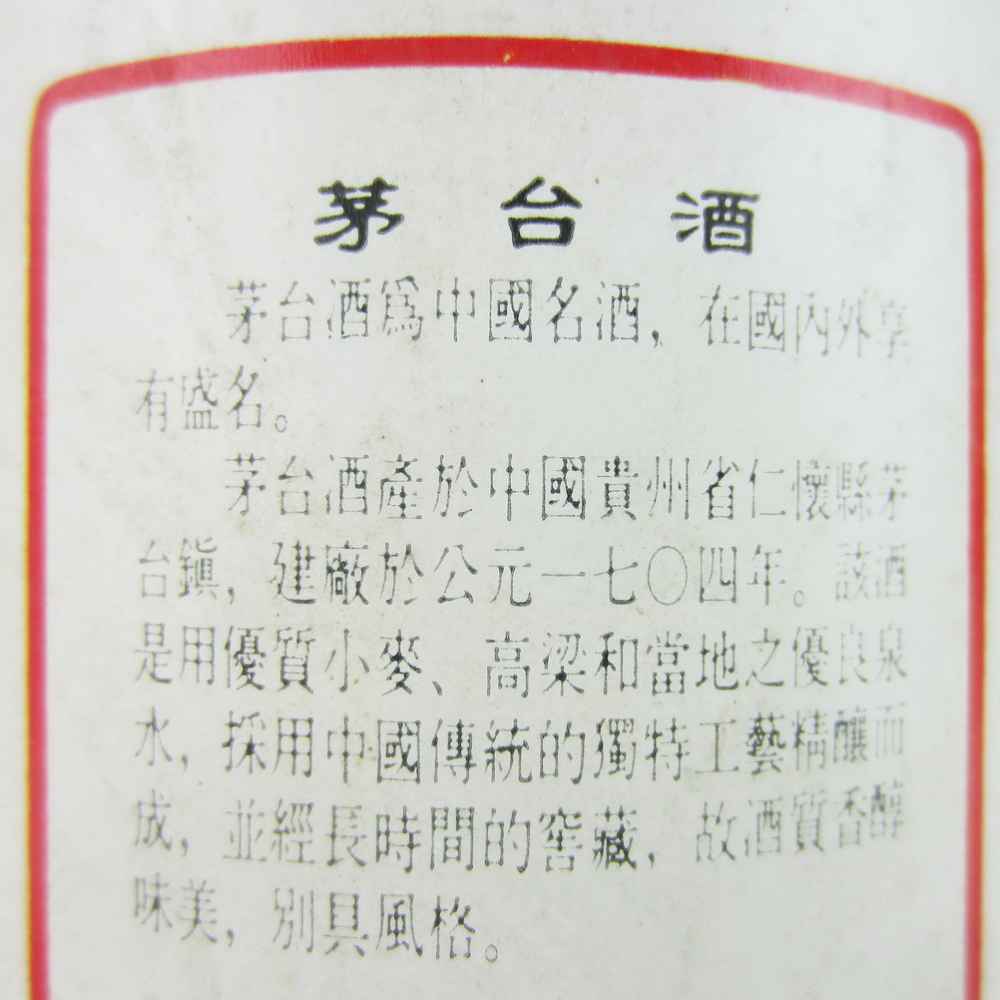 茅台酒
茅台酒爲中國名酒，在國內外享
有盛名。
茅台酒產於中國貴州省仁懷縣茅
台鎮，建廠於公元一七〇四年。該酒
是用優質小麥、高梁和當地之優良泉
水，採用中國傳統的獨特工藝精釀而
成，並經長時間的窖藏，故酒質香醇
味美，別具風格。